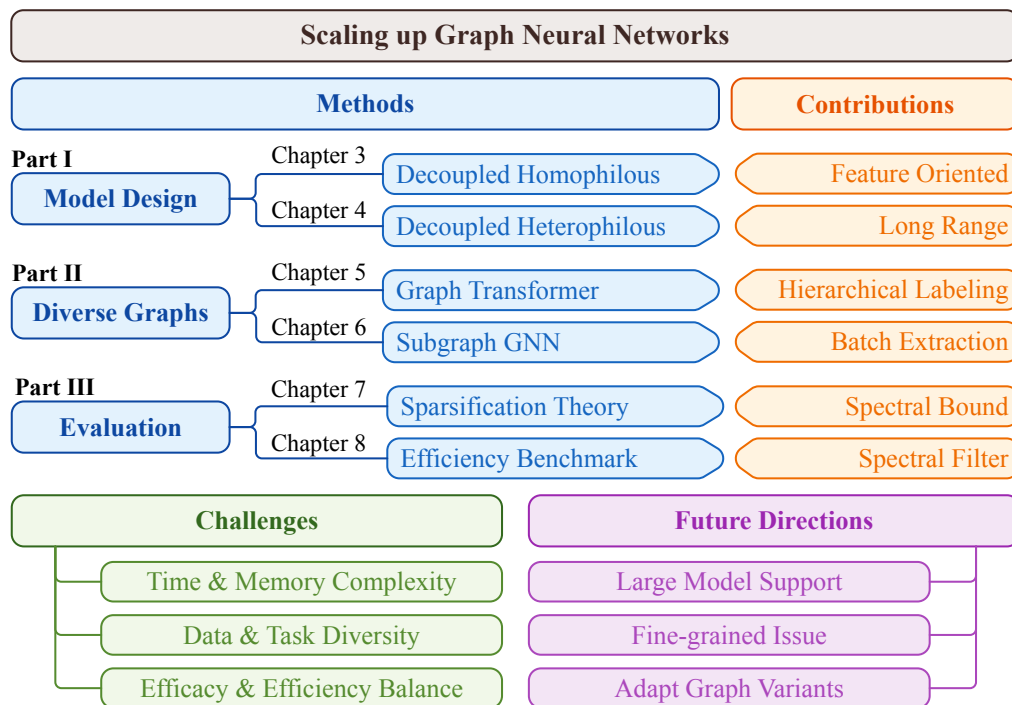 Scaling up Graph Neural Networks
Methods
Contributions
Part I
Model Design
Chapter 3
Decoupled Homophilous
Feature Oriented
Chapter 4
Decoupled Heterophilous
Long Range
Part II
Diverse Graphs
Chapter 5
Graph Transformer
Hierarchical Labeling
Chapter 6
Subgraph GNN
Batch Extraction
Part III
Evaluation
Chapter 7
Sparsification Theory
Spectral Bound
Chapter 8
Efficiency Benchmark
Spectral Filter
Challenges
Time & Memory Complexity
Data & Task Diversity
Efficacy & Efficiency Balance
Future Directions
Large Model Support
Fine-grained Issue
Adapt Graph Variants